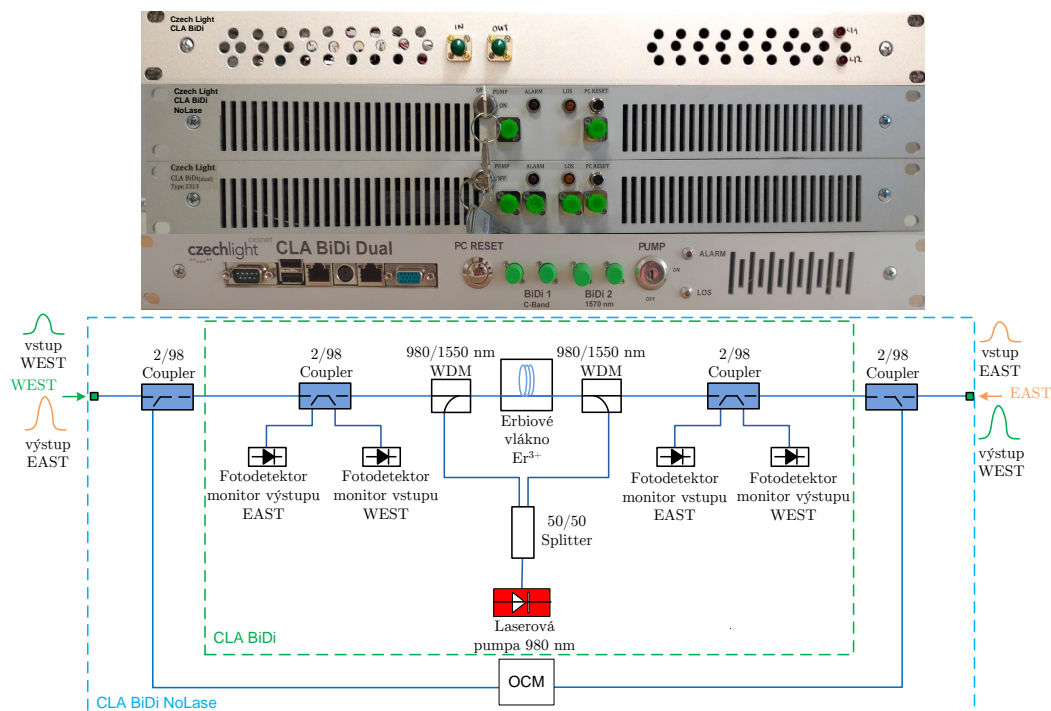 Czech Light
CLA BiDi
IN
OUT
LI1
LI2
Czech Light
CLA BiDi
NoLase
PUMP
ALARM
LOS
PC RESET
ON
Czech Light
CLA BiDi(dual)
Type 2313
PUMP
ALARM
LOS
PC RESET
OFF
cesnet
czechlight
CLA BiDi Dual
PC RESET
BiDi 1
C-Band
BiDi 2
1570 nm
PUMP
ON
OFF
ALARM
LOS
vstup
WEST
WEST
výstup
EAST
2/98
Coupler
2/98
Coupler
980/1550 nm
WDM
980/1550 nm
WDM
2/98
Coupler
2/98
Coupler
vstup
EAST
EAST
výstup
WEST
Erbiové
vlákno
Er³⁺
Fotodetektor
monitor výstupu
EAST
Fotodetektor
monitor vstupu
WEST
Fotodetektor
monitor vstupu
EAST
Fotodetektor
monitor výstupu
WEST
50/50
Splitter
Laserová
pumpa 980 nm
CLA BiDi
OCM
CLA BiDi NoLase